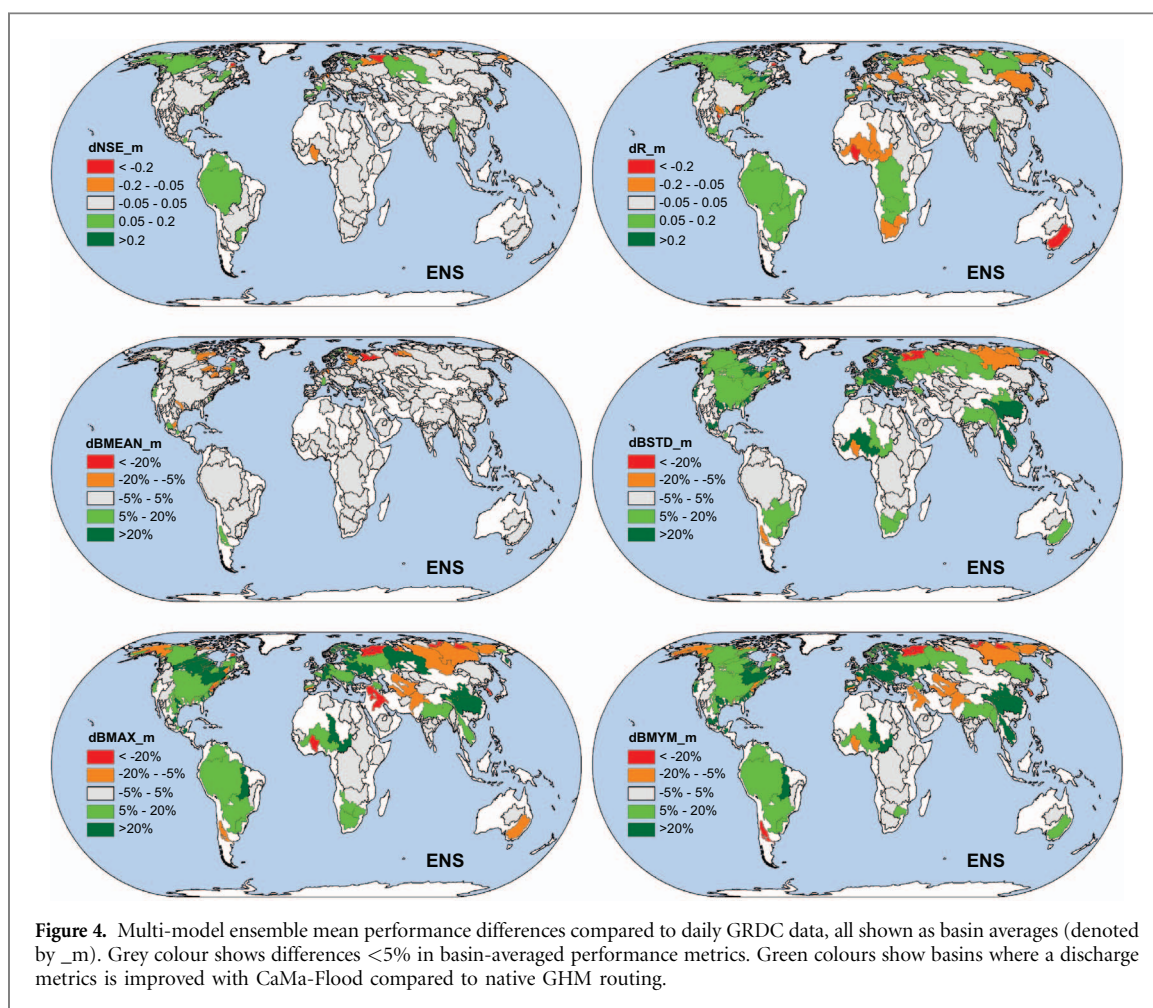 dNSE_m
< -0.2
-0.2 - -0.05
-0.05 - 0.05
0.05 - 0.2
>0.2
ENS
dR_m
< -0.2
-0.2 - -0.05
-0.05 - 0.05
0.05 - 0.2
>0.2
ENS
dBMEAN_m
< -20%
-20% - -5%
-5% - 5%
5% - 20%
>20%
ENS
dBSTD_m
< -20%
-20% - -5%
-5% - 5%
5% - 20%
>20%
ENS
dBMAX_m
< -20%
-20% - -5%
-5% - 5%
5% - 20%
>20%
ENS
dBMYM_m
< -20%
-20% - -5%
-5% - 5%
5% - 20%
>20%
ENS
Figure 4. Multi-model ensemble mean performance differences compared to daily GRDC data, all shown as basin averages (denoted
by _m). Grey colour shows differences <5% in basin-averaged performance metrics. Green colours show basins where a discharge
metrics is improved with CaMa-Flood compared to native GHM routing.